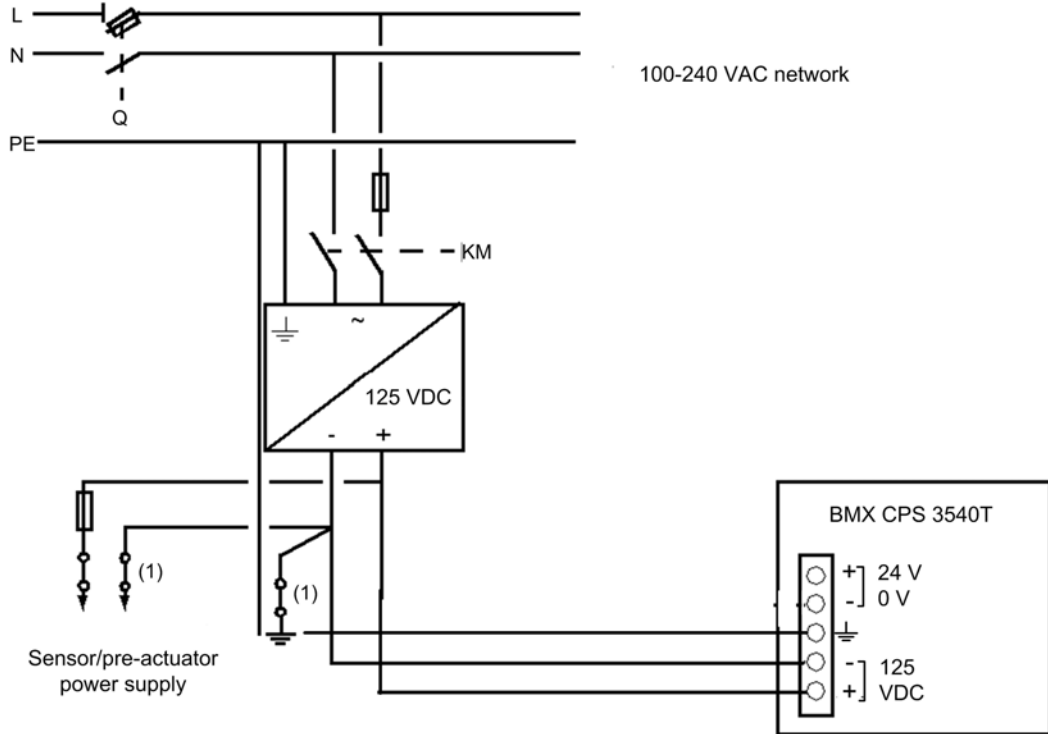 L
N
100-240 VAC network
Q
PE
KM
~
125 VDC
- +
BMX CPS 3540T
(1)
(1)
+ 24 V
- 0 V
- 125
+ VDC
Sensor/pre-actuator
power supply